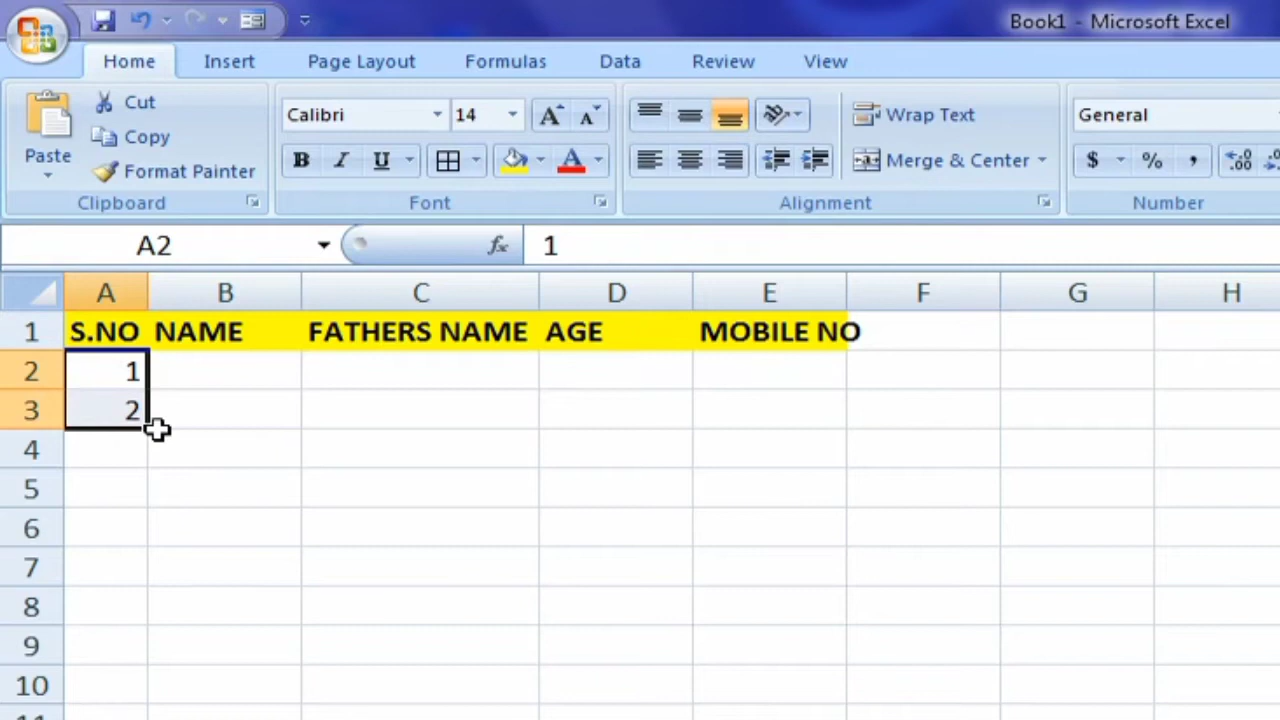 Book1 - Microsoft Excel
Home Insert Page Layout Formulas Data Review View
Paste
Cut
Copy
Format Painter
Clipboard
Calibri 14
B I U A
Font
Wrap Text
Merge & Center
Alignment
General
$ % ,
Number
A2 fx 1
A B C D E F G H
1 S.NO NAME FATHERS NAME AGE MOBILE NO
2 1
3 2
4
5
6
7
8
9
10